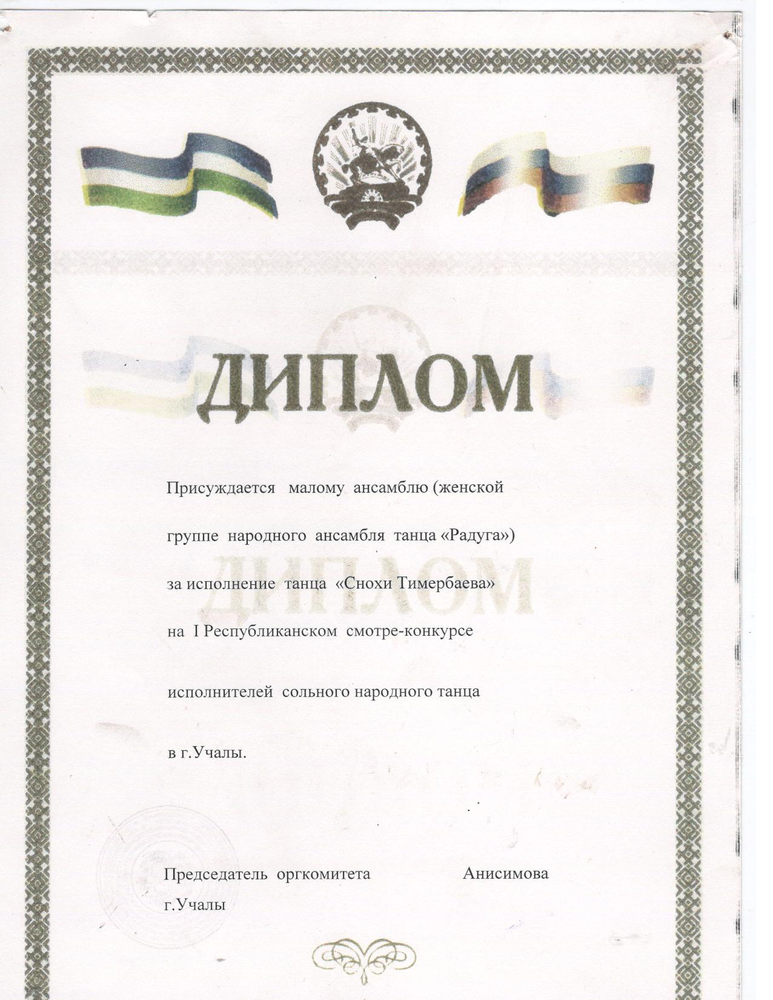 ДИПЛОМ
Присуждается малому ансамблю (женской
группе народного ансамбля танца «Радуга»)
за исполнение танца «Снохи Тимербаева»
на I Республиканском смотре-конкурсе
исполнителей сольного народного танца
в г.Учалы.
Председатель оргкомитета Анисимова
г.Учалы